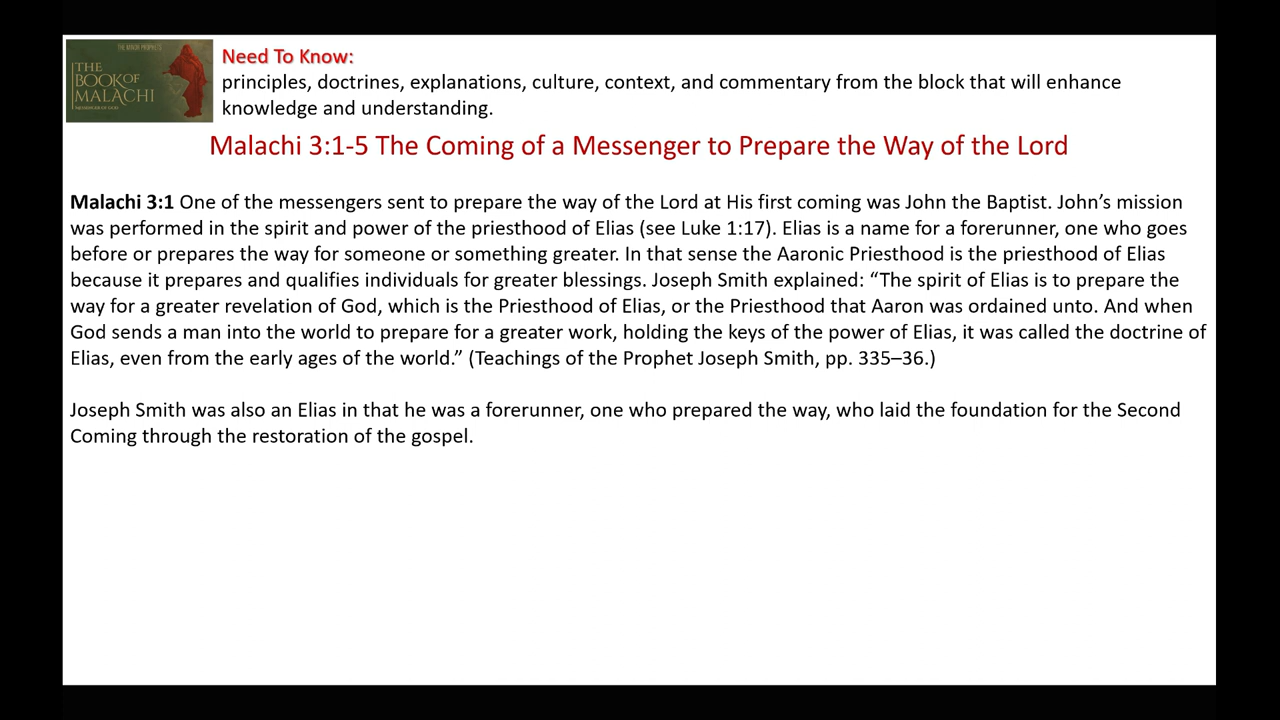 THE MINOR PROPHETS
THE
BOOK OF
MALACHI
MESSENGER OF GOD
Need To Know:
principles, doctrines, explanations, culture, context, and commentary from the block that will enhance
knowledge and understanding.
Malachi 3:1-5 The Coming of a Messenger to Prepare the Way of the Lord
Malachi 3:1 One of the messengers sent to prepare the way of the Lord at His first coming was John the Baptist. John’s mission
was performed in the spirit and power of the priesthood of Elias (see Luke 1:17). Elias is a name for a forerunner, one who goes
before or prepares the way for someone or something greater. In that sense the Aaronic Priesthood is the priesthood of Elias
because it prepares and qualifies individuals for greater blessings. Joseph Smith explained: “The spirit of Elias is to prepare the
way for a greater revelation of God, which is the Priesthood of Elias, or the Priesthood that Aaron was ordained unto. And when
God sends a man into the world to prepare for a greater work, holding the keys of the power of Elias, it was called the doctrine of
Elias, even from the early ages of the world.” (Teachings of the Prophet Joseph Smith, pp. 335–36.)
Joseph Smith was also an Elias in that he was a forerunner, one who prepared the way, who laid the foundation for the Second
Coming through the restoration of the gospel.